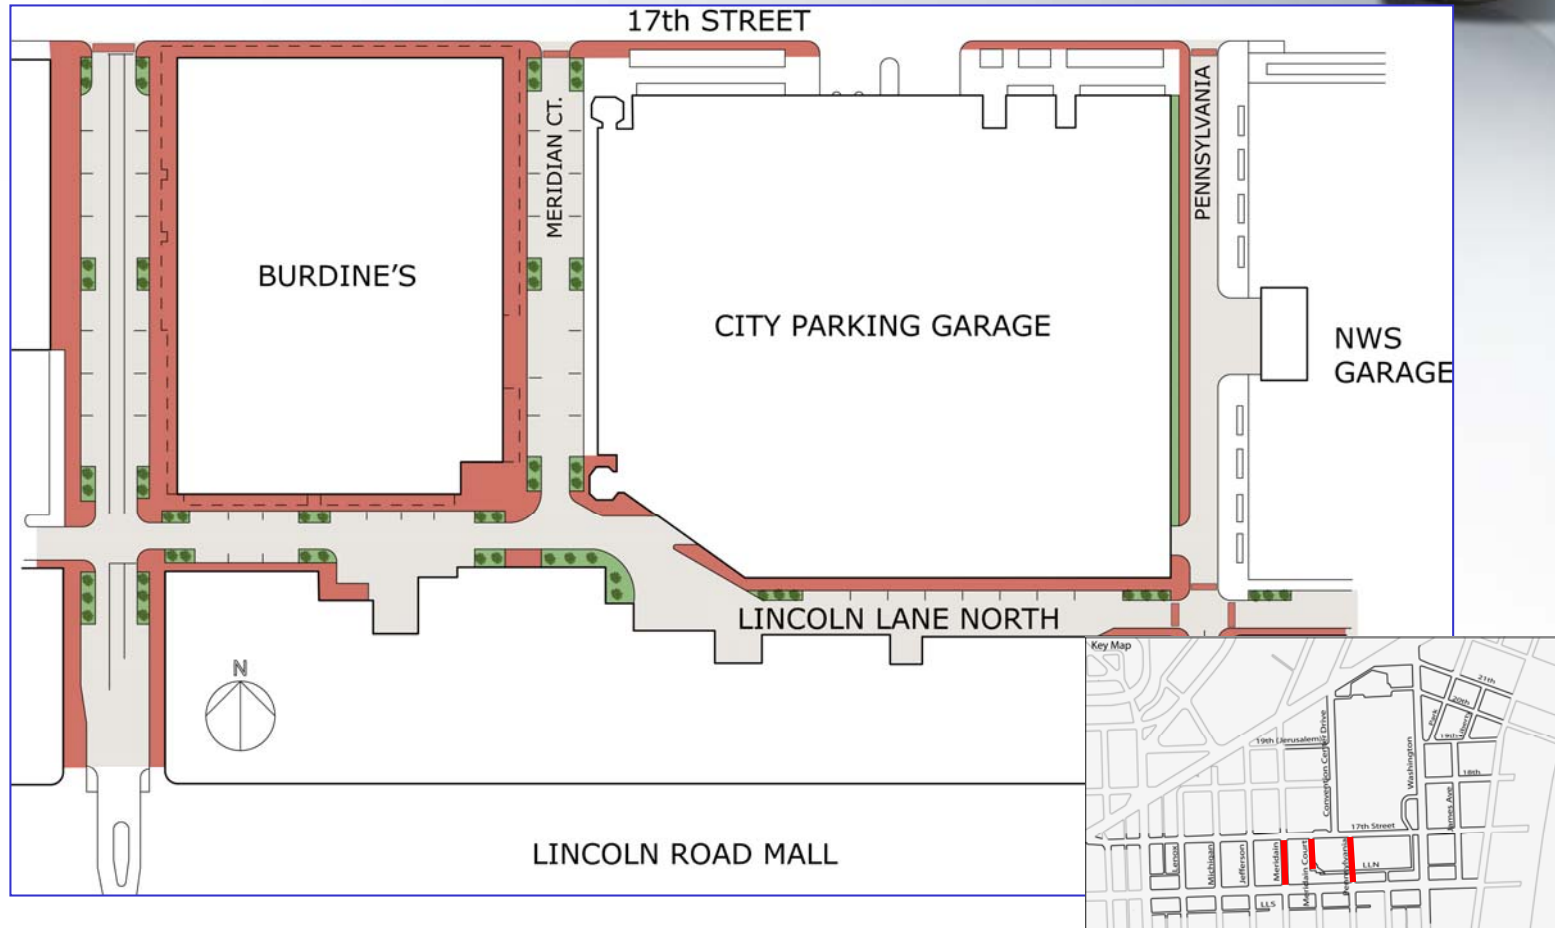 17th STREET
MERIDIAN CT.
PENNSYLVANIA
BURDINE'S
CITY PARKING GARAGE
NWS
GARAGE
LINCOLN LANE NORTH
N
LINCOLN ROAD MALL
Key Map
21th
20th
Park
Liberty
19th
19th (Jerusalem)
Convention Center Drive
Washington
18th
James Ave
17th Street
Lenox
Michigan
Jefferson
Meridain
Meridain Court
Pennsylvania
LLN
LLS